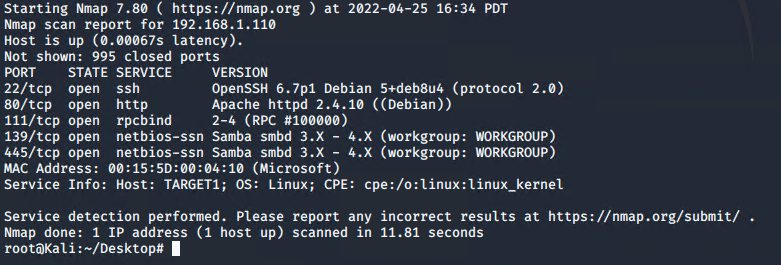 Starting Nmap 7.80 ( https://nmap.org ) at 2022-04-25 16:34 PDT
Nmap scan report for 192.168.1.110
Host is up (0.00067s latency).
Not shown: 995 closed ports
PORT    STATE SERVICE     VERSION
22/tcp  open  ssh         OpenSSH 6.7p1 Debian 5+deb8u4 (protocol 2.0)
80/tcp  open  http        Apache httpd 2.4.10 ((Debian))
111/tcp open  rpcbind     2-4 (RPC #100000)
139/tcp open  netbios-ssn Samba smbd 3.X - 4.X (workgroup: WORKGROUP)
445/tcp open  netbios-ssn Samba smbd 3.X - 4.X (workgroup: WORKGROUP)
MAC Address: 00:15:5D:00:04:10 (Microsoft)
Service Info: Host: TARGET1; OS: Linux; CPE: cpe:/o:linux:linux_kernel

Service detection performed. Please report any incorrect results at https://nmap.org/submit/ .
Nmap done: 1 IP address (1 host up) scanned in 11.81 seconds
root@Kali:~/Desktop#